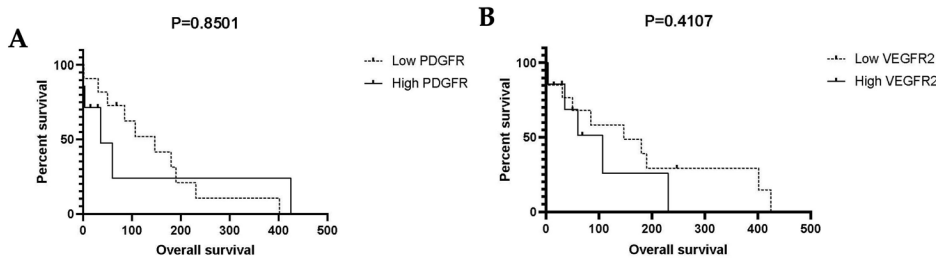 A
P=0.8501
Percent survival
100
50
0
0 100 200 300 400 500
Overall survival
Low PDGFR
High PDGFR
B
P=0.4107
Percent survival
100
50
0
0 100 200 300 400 500
Overall survival
Low VEGFR2
High VEGFR2